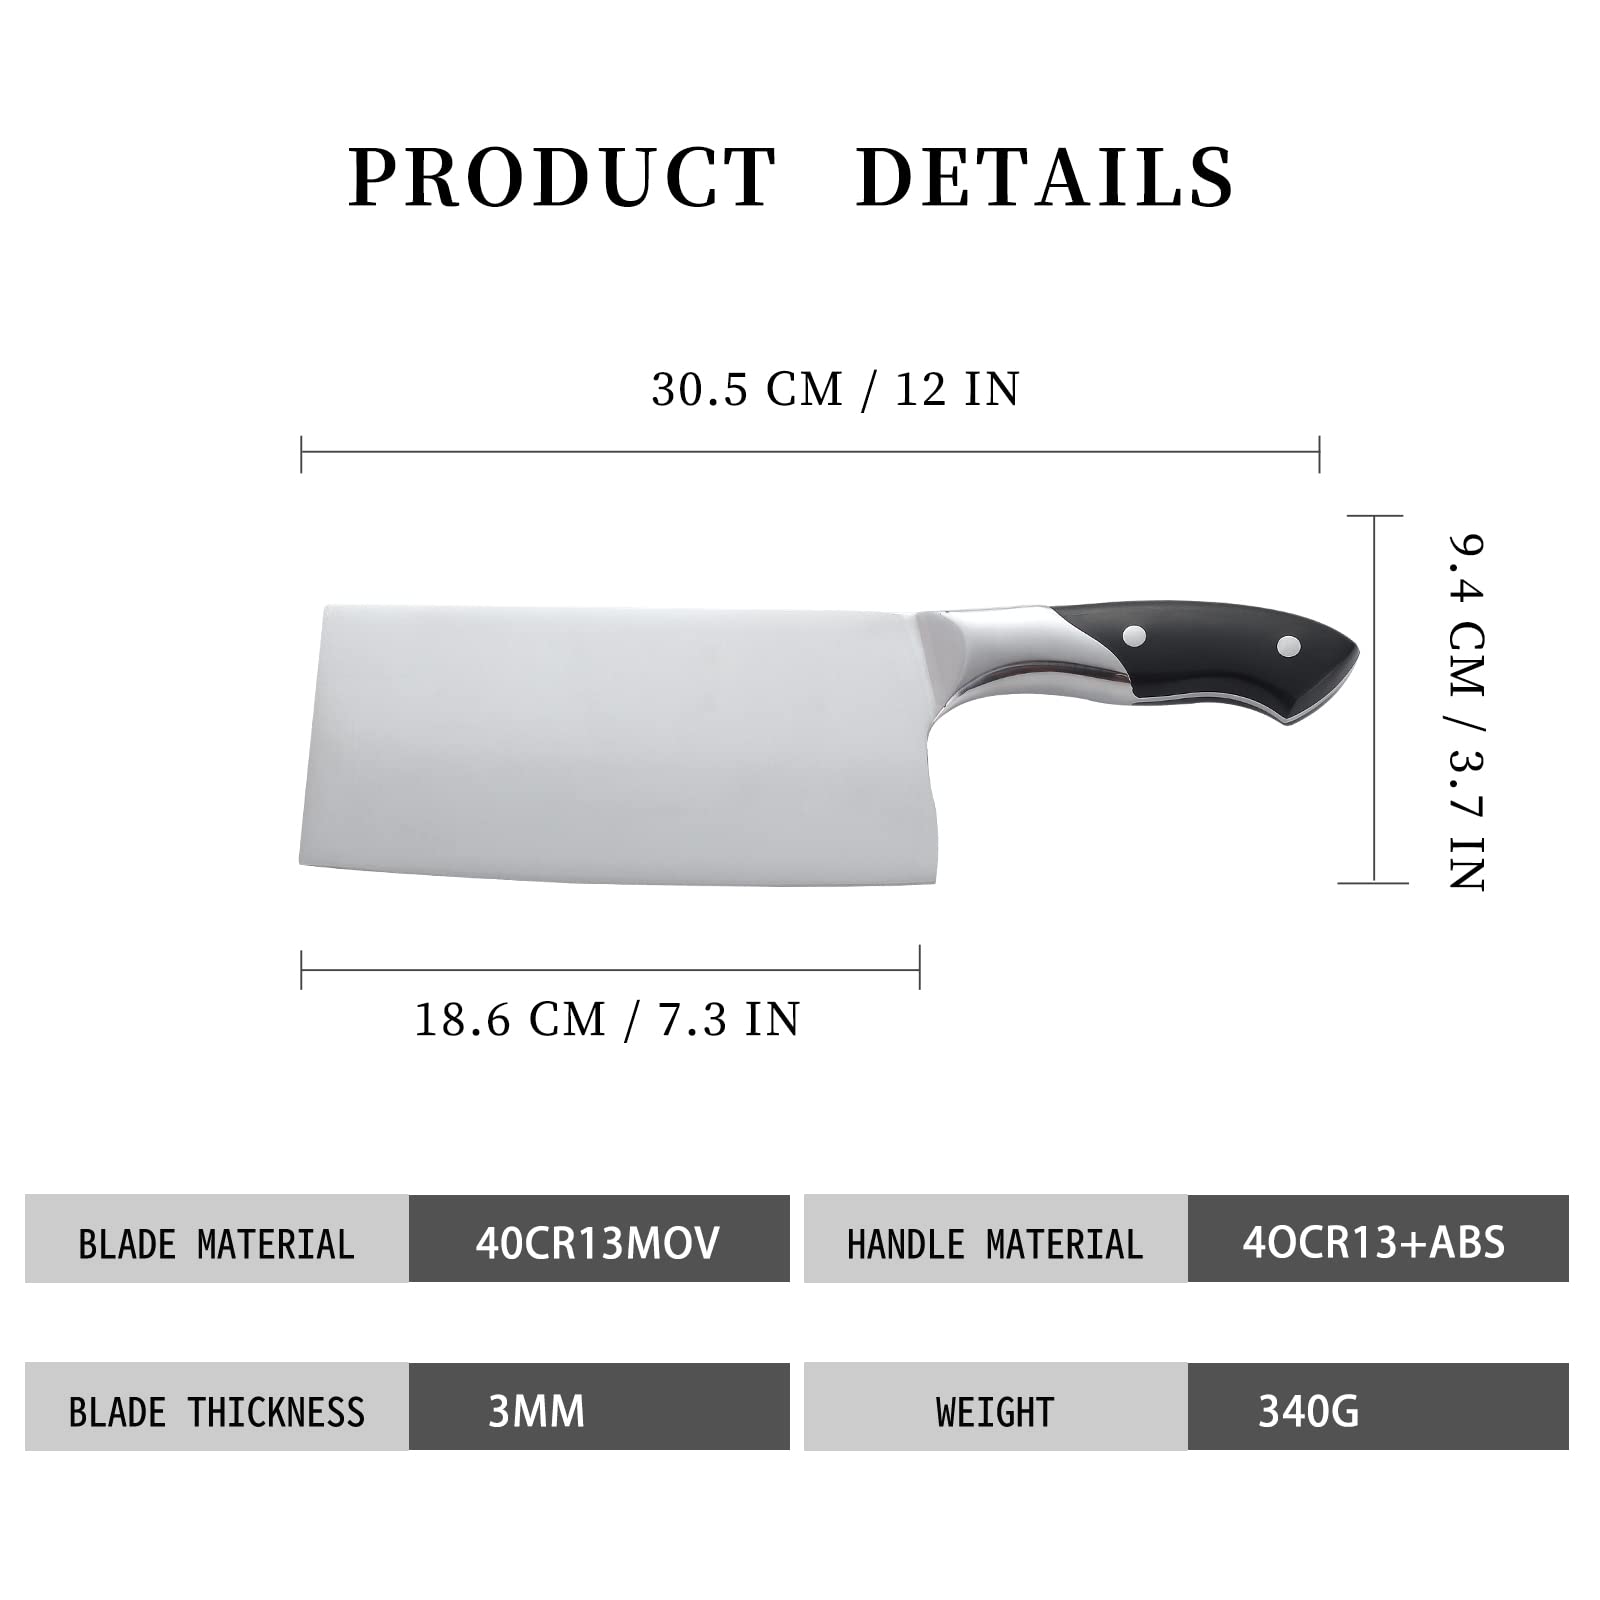 PRODUCT DETAILS
30.5 CM / 12 IN
9.4 CM / 3.7 IN
18.6 CM / 7.3 IN
BLADE MATERIAL 40CR13MOV
HANDLE MATERIAL 4OCR13+ABS
BLADE THICKNESS 3MM
WEIGHT 340G